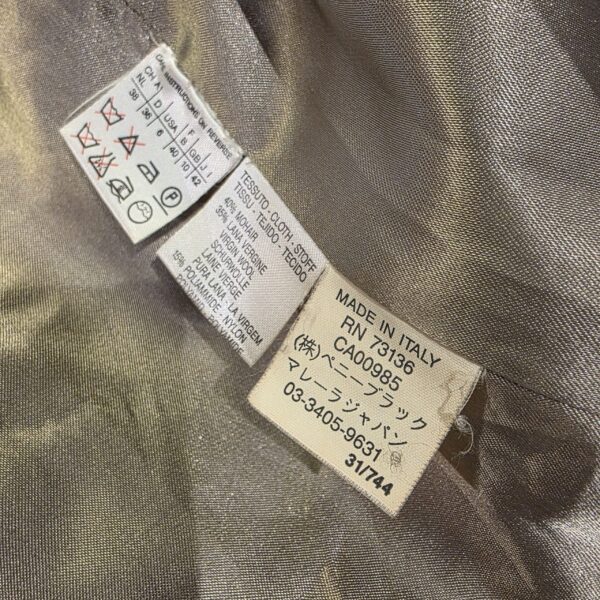 CARE INSTRUCTIONS ON REVERSE
CH A D USA F GB J
NL
38 36 6 40 10 42
P
TESSUTO · CLOTH · STOFF
TISSU · TEJIDO · TECIDO
40% MOHAIR
LANA VERGINE
VIRGIN WOOL
SCHURWOLLE
LAINE VIERGE
PURA LANA
LA VIRGEM
15% POLIAMMIDE · NYLON
POLYAMIDE
MADE IN ITALY
RN 73136
CA00985
(株)ペニーブラック
マレーラジャパン
03-3405-9631
31/744